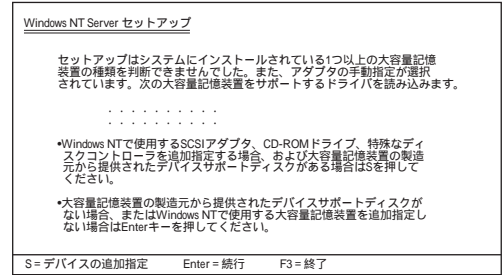 Windows NT Server セットアップ
セットアップはシステムにインストールされている1つ以上の大容量記憶
装置の種類を判断できませんでした。また、アダプタの手動指定が選択
されています。次の大容量記憶装置をサポートするドライバを読み込みます。
. . . . . . . . . .
. . . . . . . . . .
•Windows NTで使用するSCSIアダプタ、CD-ROMドライブ、特殊なディ
スクコントローラを追加指定する場合、および大容量記憶装置の製造
元から提供されたデバイスサポートディスクがある場合はSを押して
ください。
•大容量記憶装置の製造元から提供されたデバイスサポートディスクが
ない場合、またはWindows NTで使用する大容量記憶装置を追加指定し
ない場合はEnterキーを押してください。
S = デバイスの追加指定 Enter = 続行 F3 = 終了